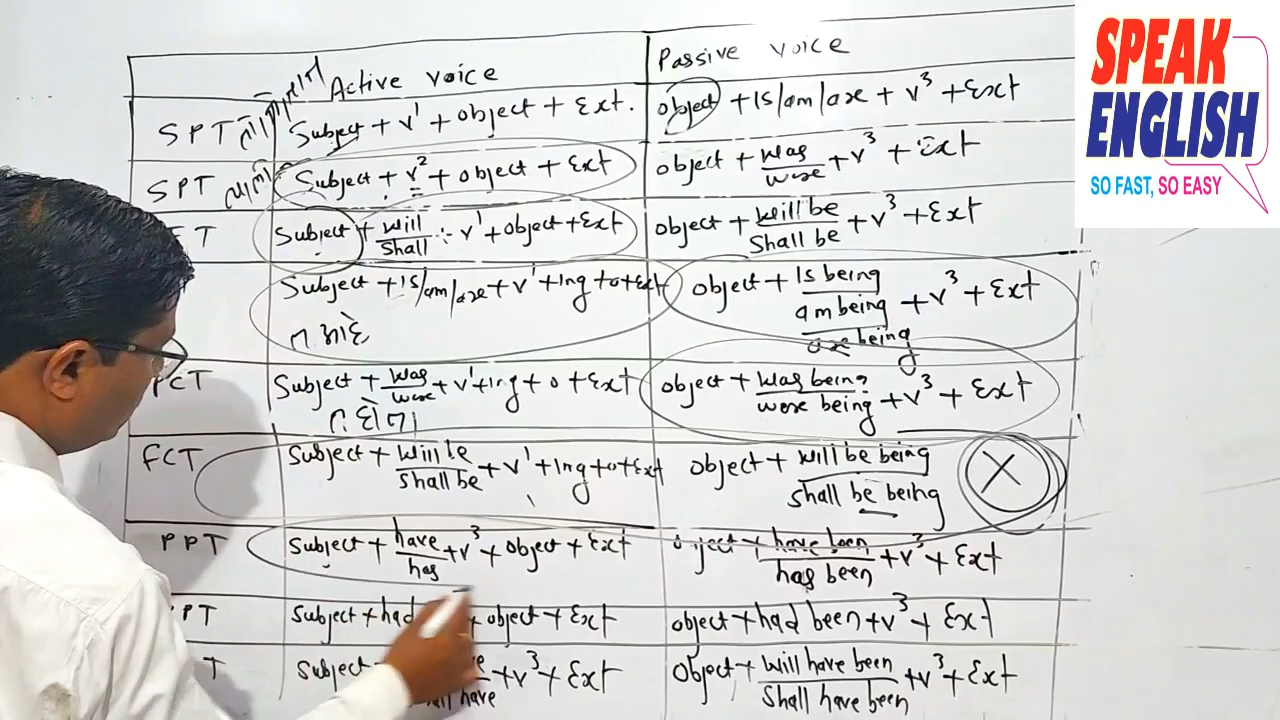 Active voice
Passive voice
SPT
Subject + v¹ + object + Ext.
object + Is/am/are + v³ + Ext
SPT
Subject + v² + object + Ext
object + was/were + v³ + Ext
Subject + will/shall + v¹ + object + Ext
object + will be/shall be + v³ + Ext
Subject + is/am/are + v¹ + ing + o + Ext
object + Is being/am being/are being + v³ + Ext
PCT
Subject + was/were + v¹ + ing + o + Ext
object + was being/were being + v³ + Ext
FCT
Subject + will be/shall be + v¹ + ing + o + Ext
object + will be being/shall be being
X
PPT
Subject + have/has + v³ + object + Ext
object + have been/has been + v³ + Ext
PT
Subject + had + object + Ext
object + had been + v³ + Ext
T
Subject have + v³ + Ext
Object + will have been/Shall have been + v³ + Ext
SPEAK
ENGLISH
SO FAST, SO EASY